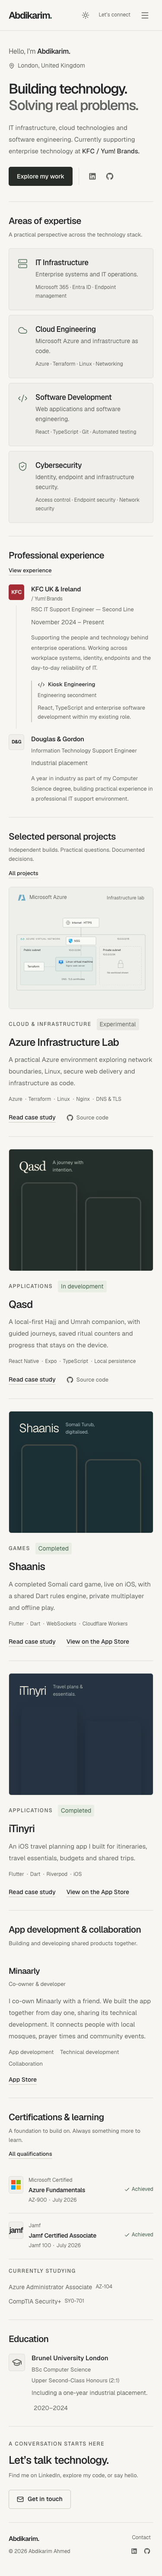 Abdikarim.
Let's connect
Hello, I'm Abdikarim.
London, United Kingdom
Building technology.
Solving real problems.
IT infrastructure, cloud technologies and
software engineering. Currently supporting
enterprise technology at KFC / Yum! Brands.
Explore my work
Areas of expertise
A practical perspective across the technology stack.
IT Infrastructure
Enterprise systems and IT operations.
Microsoft 365 · Entra ID · Endpoint
management
Cloud Engineering
Microsoft Azure and infrastructure as
code.
Azure · Terraform · Linux · Networking
Software Development
Web applications and software
engineering.
React · TypeScript · Git · Automated testing
Cybersecurity
Identity, endpoint and infrastructure
security.
Access control · Endpoint security · Network
security
Professional experience
View experience
KFC
KFC UK & Ireland
/ Yum! Brands
RSC IT Support Engineer — Second Line
November 2024 – Present
Supporting the people and technology behind
enterprise operations. Working across
workplace systems, identity, endpoints and the
day-to-day reliability of IT.
Kiosk Engineering
Engineering secondment
React, TypeScript and enterprise software
development within my existing role.
D&G
Douglas & Gordon
Information Technology Support Engineer
Industrial placement
A year in industry as part of my Computer
Science degree, building practical experience in
a professional IT support environment.
Selected personal projects
Independent builds. Practical questions. Documented
decisions.
All projects
Microsoft Azure
Infrastructure lab
CLOUD & INFRASTRUCTURE
Experimental
Azure Infrastructure Lab
A practical Azure environment exploring network
boundaries, Linux, secure web delivery and
infrastructure as code.
Azure · Terraform · Linux · Nginx · DNS & TLS
Read case study
Source code
Qasd
A journey with
intention.
APPLICATIONS
In development
Qasd
A local-first Hajj and Umrah companion, with
guided journeys, saved ritual counters and
progress that stays on the device.
React Native · Expo · TypeScript · Local persistence
Read case study
Source code
Shaanis
Somali Turub,
digitalised.
GAMES
Completed
Shaanis
A completed Somali card game, live on iOS, with
a shared Dart rules engine, private multiplayer
and offline play.
Flutter · Dart · WebSockets · Cloudflare Workers
Read case study
View on the App Store
iTinyri
Travel plans &
essentials.
APPLICATIONS
Completed
iTinyri
An iOS travel planning app I built for itineraries,
travel essentials, budgets and shared trips.
Flutter · Dart · Riverpod · iOS
Read case study
View on the App Store
App development & collaboration
Building and developing shared products together.
Minaarly
Co-owner & developer
I co-own Minaarly with a friend. We built the app
together from day one, sharing its technical
development. It connects people with local
mosques, prayer times and community events.
App development
Technical development
Collaboration
App Store
Certifications & learning
A foundation to build on. Always something more to
learn.
All qualifications
Microsoft Certified
Azure Fundamentals
AZ-900 · July 2026
Achieved
jamf
Jamf
Jamf Certified Associate
Jamf 100 · July 2026
Achieved
CURRENTLY STUDYING
Azure Administrator Associate
AZ-104
CompTIA Security+
SY0-701
Education
Brunel University London
BSc Computer Science
Upper Second-Class Honours (2:1)
Including a one-year industrial placement.
2020–2024
A CONVERSATION STARTS HERE
Let's talk technology.
Find me on LinkedIn, explore my code, or say hello.
Get in touch
Abdikarim.
Contact
© 2026 Abdikarim Ahmed